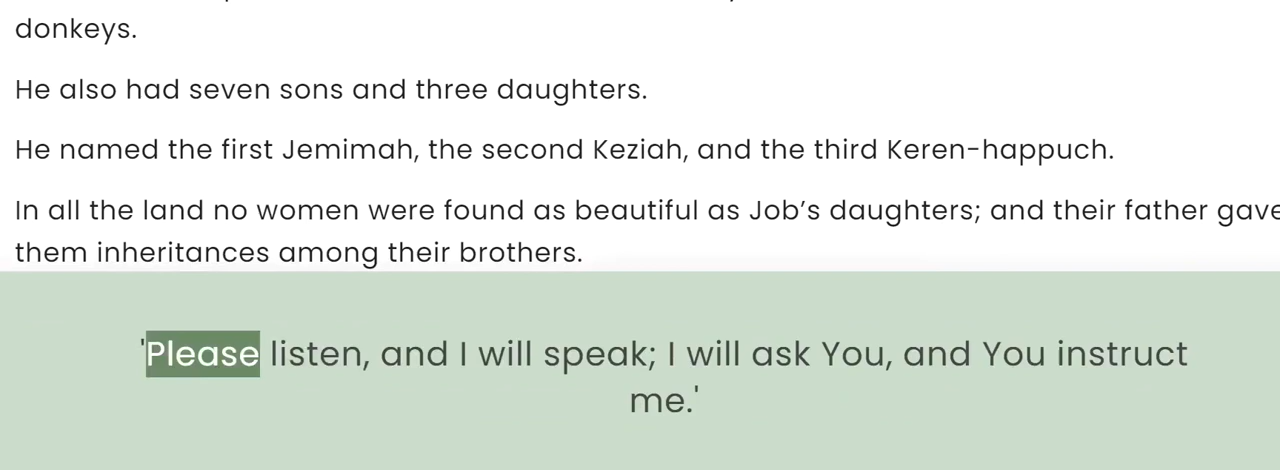 donkeys.
He also had seven sons and three daughters.
He named the first Jemimah, the second Keziah, and the third Keren-happuch.
In all the land no women were found as beautiful as Job’s daughters; and their father gave
them inheritances among their brothers.
'Please listen, and I will speak; I will ask You, and You instruct
me.'